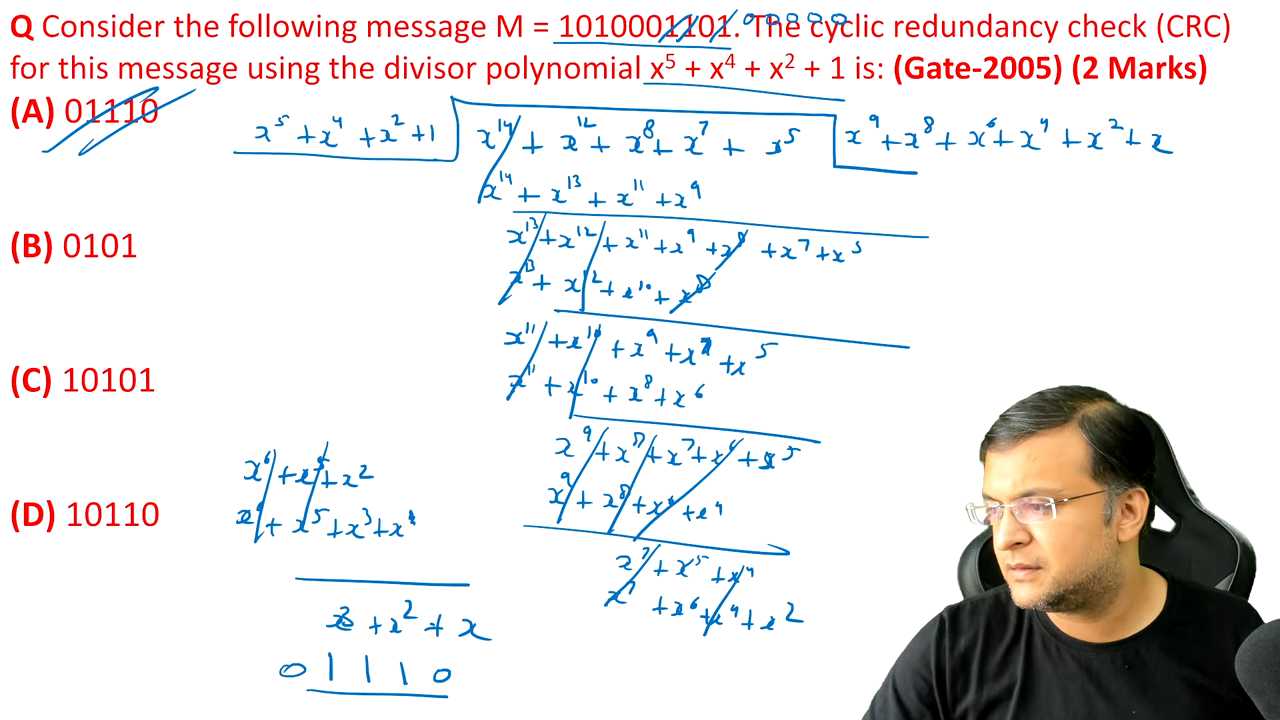 Q Consider the following message M = 1010001101. The cyclic redundancy check (CRC)
00000
for this message using the divisor polynomial x⁵ + x⁴ + x² + 1 is: (Gate-2005) (2 Marks)
(A) 01110
x⁵ + x⁴ + x² + 1
x¹⁴ + x¹² + x⁸ + x⁷ + x⁵
x⁹ + x⁸ + x⁶ + x⁴ + x² + x
x¹⁴ + x¹³ + x¹¹ + x⁹
(B) 0101
x¹³ + x¹² + x¹¹ + x⁹ + x⁸ + x⁷ + x⁵
x¹³ + x¹² + x¹⁰ + x⁸
x¹¹ + x¹⁰ + x⁹ + x⁷ + x⁵
(C) 10101
x¹¹ + x¹⁰ + x⁸ + x⁶
x⁹ + x⁸ + x⁷ + x⁶ + x⁵
x⁹ + x⁸ + x⁶ + x⁴
x⁷ + x⁵ + x⁴
x⁷ + x⁶ + x⁴ + x²
x⁶ + x⁵ + x²
(D) 10110
x⁶ + x⁵ + x³ + x
+ x² + x
0 1 1 1 0